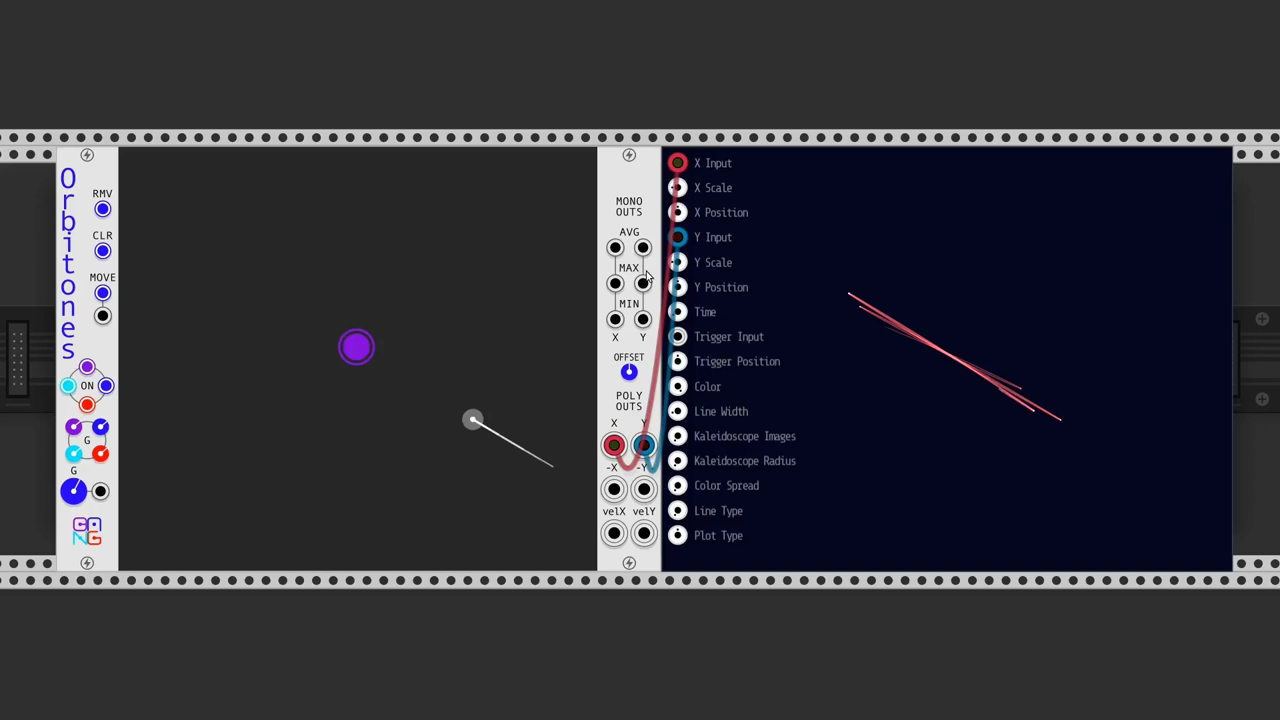 Orbitones
RMV
CLR
MOVE
ON
G
G
MONO
OUTS
AVG
MAX
MIN
X Y
OFFSET
POLY
OUTS
X Y
-X -Y
velX velY
X Input
X Scale
X Position
Y Input
Y Scale
Y Position
Time
Trigger Input
Trigger Position
Color
Line Width
Kaleidoscope Images
Kaleidoscope Radius
Color Spread
Line Type
Plot Type